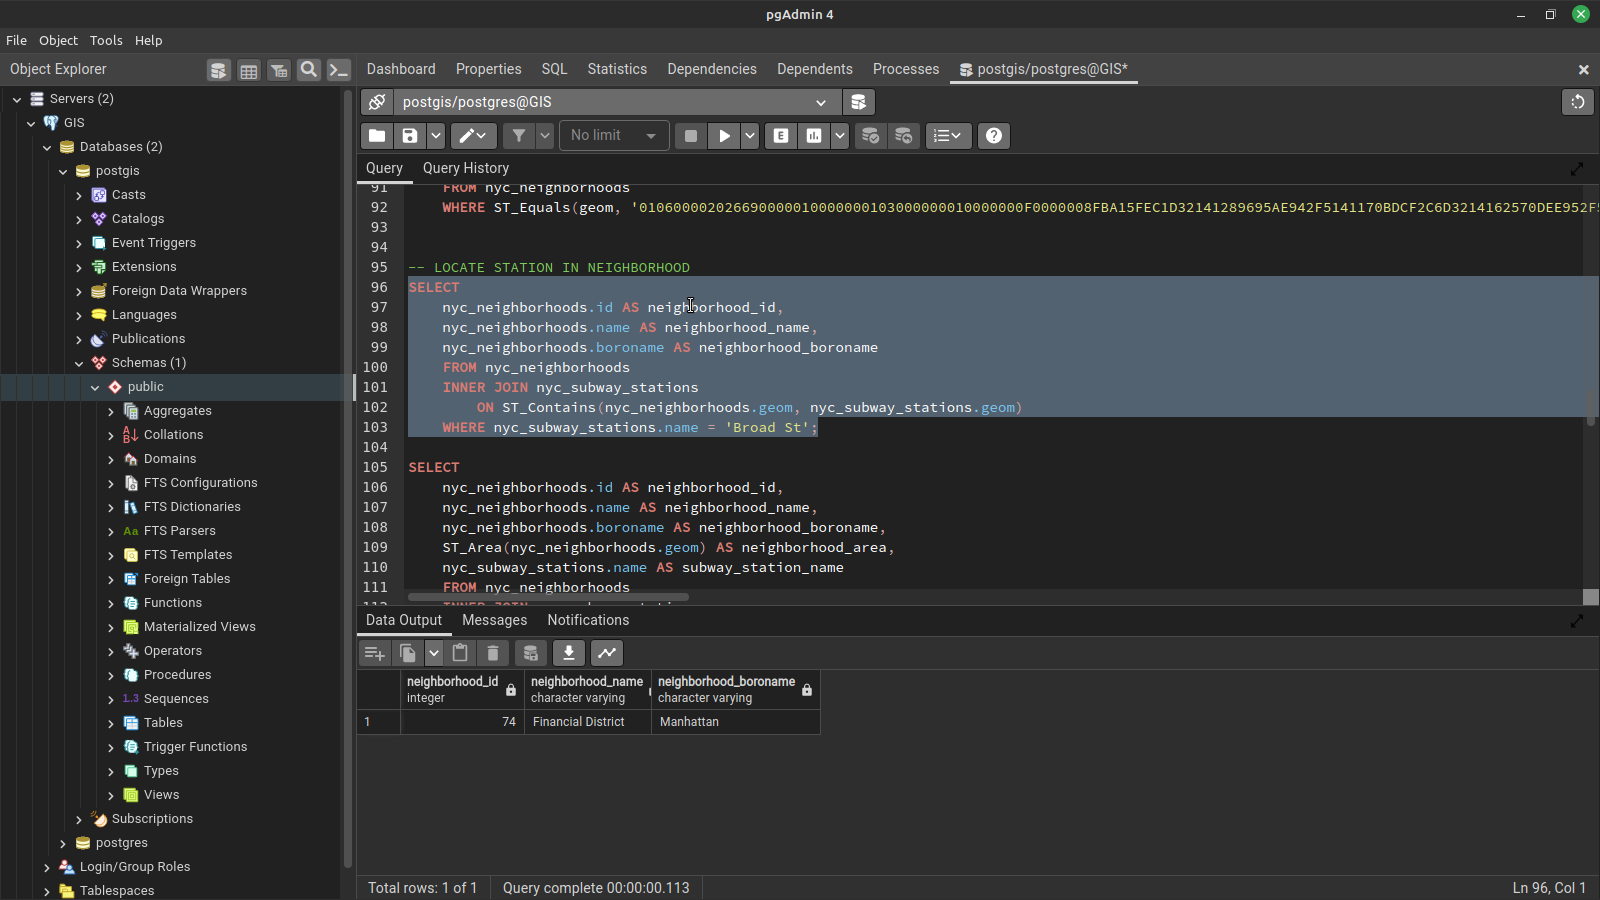 pgAdmin 4
File Object Tools Help
Object Explorer
Dashboard Properties SQL Statistics Dependencies Dependents Processes postgis/postgres@GIS*
Servers (2)
GIS
Databases (2)
postgis
Casts
Catalogs
Event Triggers
Extensions
Foreign Data Wrappers
Languages
Publications
Schemas (1)
public
Aggregates
Collations
Domains
FTS Configurations
FTS Dictionaries
Aa FTS Parsers
FTS Templates
Foreign Tables
Functions
Materialized Views
Operators
Procedures
1.3 Sequences
Tables
Trigger Functions
Types
Views
Subscriptions
postgres
Login/Group Roles
Tablespaces
postgis/postgres@GIS
No limit
E
Query Query History
91 FROM nyc_neighborhoods
92 WHERE ST_Equals(geom, '0106000020266900000100000001030000000010000000F0000008FBA15FEC1D32141289695AE942F5141170BDCF2C6D3214162570DEE952F5
93
94
95 -- LOCATE STATION IN NEIGHBORHOOD
96 SELECT
97 nyc_neighborhoods.id AS neighborhood_id,
98 nyc_neighborhoods.name AS neighborhood_name,
99 nyc_neighborhoods.boroname AS neighborhood_boroname
100 FROM nyc_neighborhoods
101 INNER JOIN nyc_subway_stations
102 ON ST_Contains(nyc_neighborhoods.geom, nyc_subway_stations.geom)
103 WHERE nyc_subway_stations.name = 'Broad St';
104
105 SELECT
106 nyc_neighborhoods.id AS neighborhood_id,
107 nyc_neighborhoods.name AS neighborhood_name,
108 nyc_neighborhoods.boroname AS neighborhood_boroname,
109 ST_Area(nyc_neighborhoods.geom) AS neighborhood_area,
110 nyc_subway_stations.name AS subway_station_name
111 FROM nyc_neighborhoods
Data Output Messages Notifications
neighborhood_id neighborhood_name neighborhood_boroname
integer character varying character varying
1 74 Financial District Manhattan
Total rows: 1 of 1 Query complete 00:00:00.113 Ln 96, Col 1